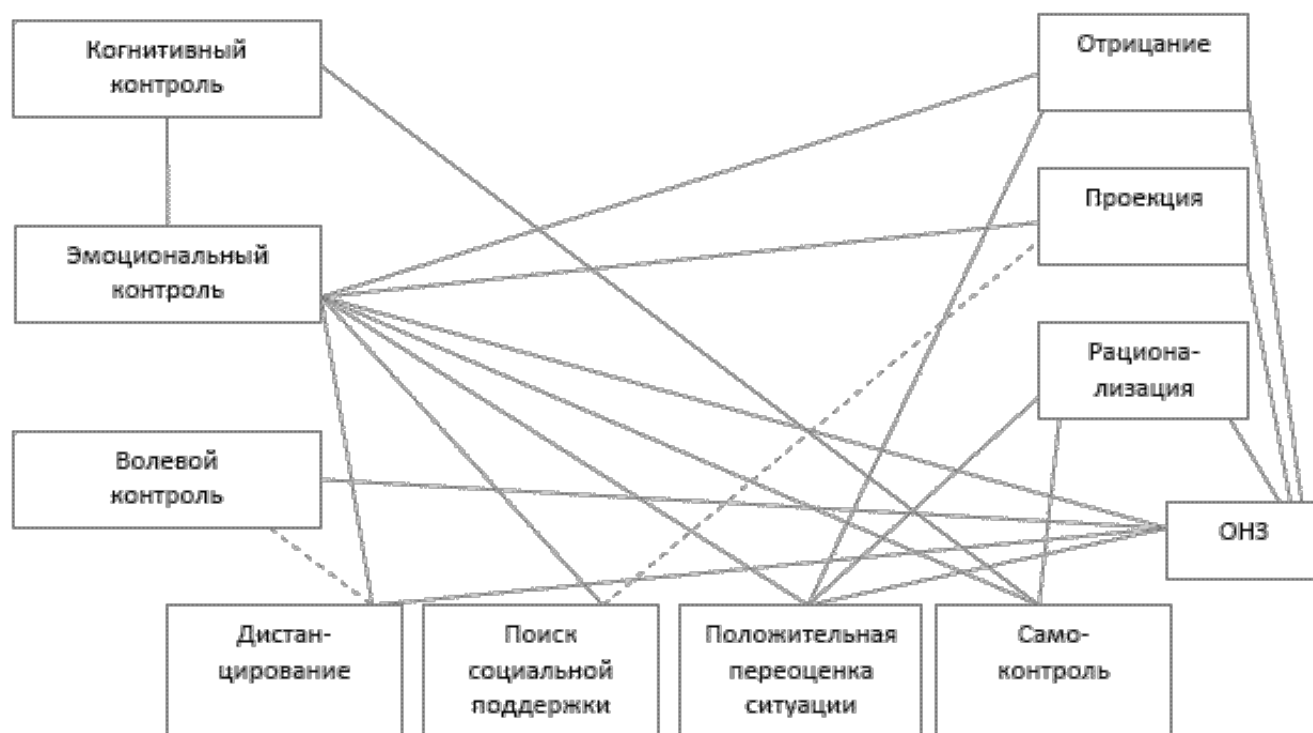 Когнитивный
контроль
Отрицание
Проекция
Эмоциональный
контроль
Рациона-
лизация
Волевой
контроль
ОНЗ
Дистан-
цирование
Поиск
социальной
поддержки
Положительная
переоценка
ситуации
Само-
контроль